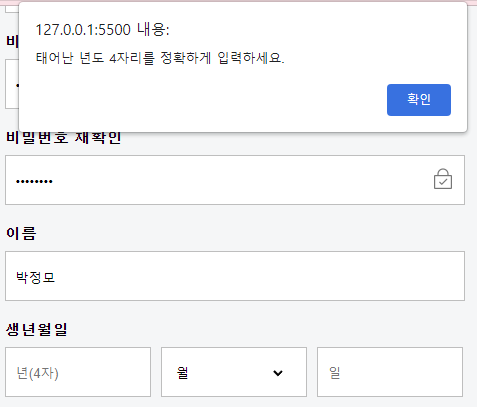 127.0.0.1:5500 내용:
태어난 년도 4자리를 정확하게 입력하세요.
확인
비밀번호 재확인
••••••••
이름
박정모
생년월일
년(4자) 월 일